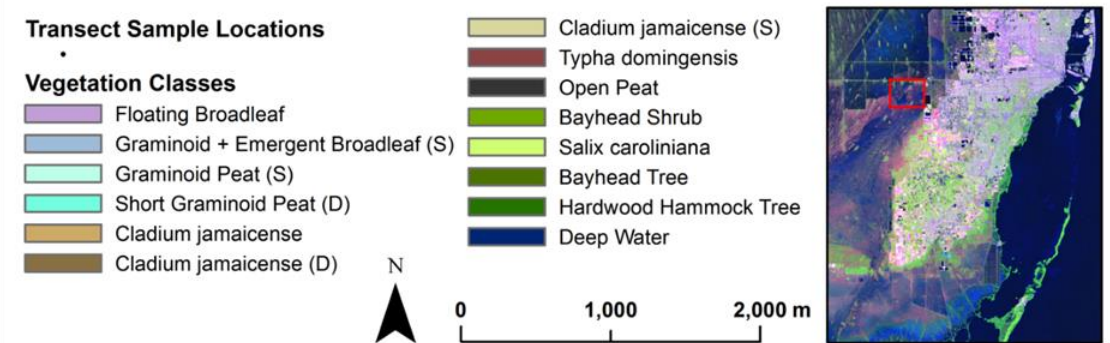 Transect Sample Locations
Vegetation Classes
Floating Broadleaf
Graminoid + Emergent Broadleaf (S)
Graminoid Peat (S)
Short Graminoid Peat (D)
Cladium jamaicense
Cladium jamaicense (D)
Cladium jamaicense (S)
Typha domingensis
Open Peat
Bayhead Shrub
Salix caroliniana
Bayhead Tree
Hardwood Hammock Tree
Deep Water
N
0 1,000 2,000 m